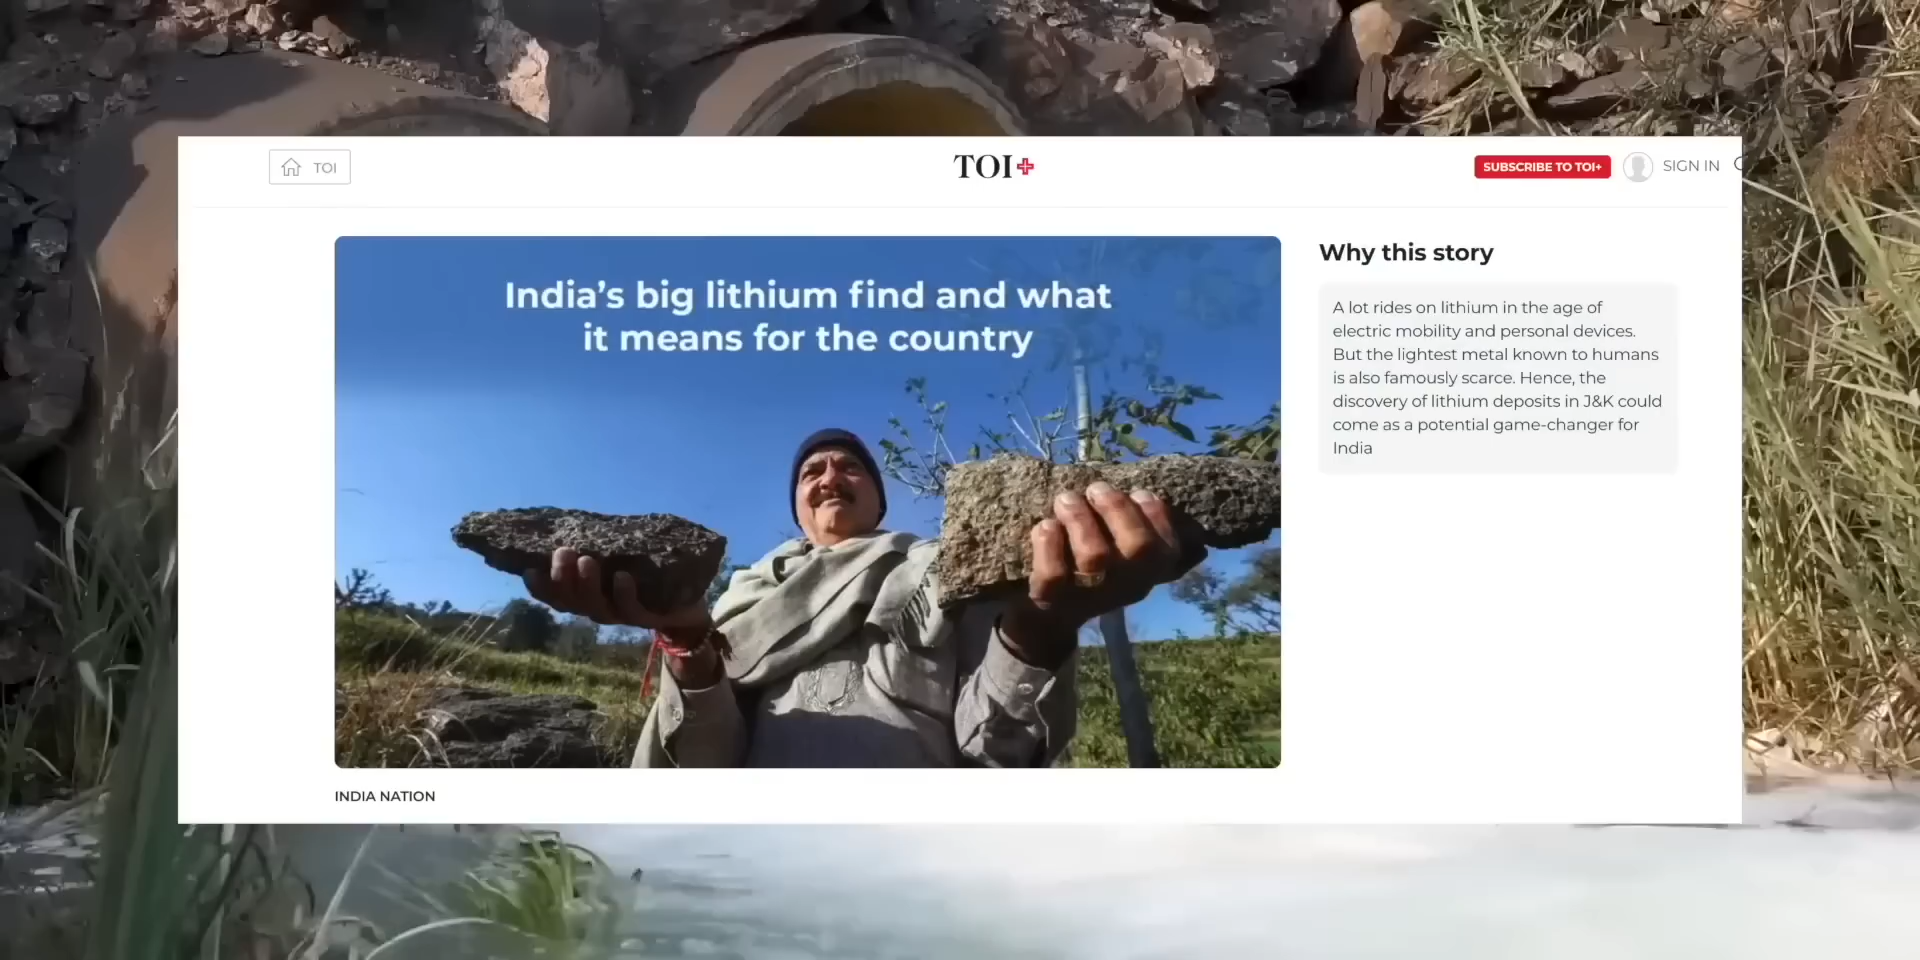 TOI
TOI+
SUBSCRIBE TO TOI+
SIGN IN
India's big lithium find and what
it means for the country
Why this story
A lot rides on lithium in the age of
electric mobility and personal devices.
But the lightest metal known to humans
is also famously scarce. Hence, the
discovery of lithium deposits in J&K could
come as a potential game-changer for
India
INDIA NATION